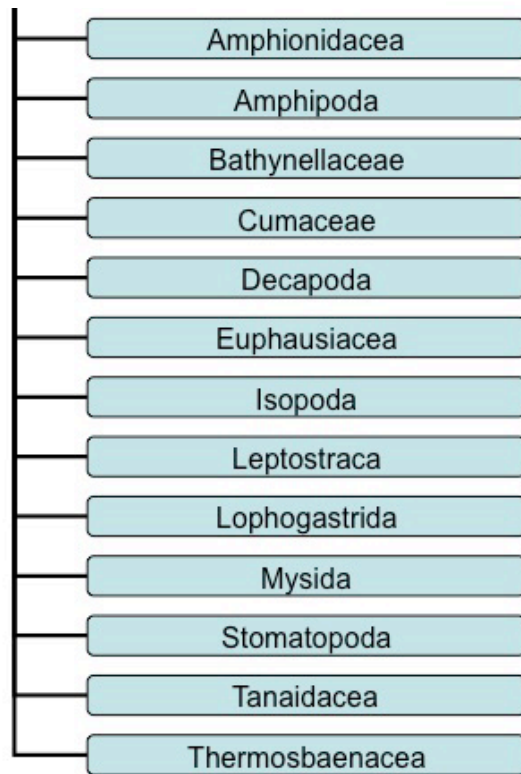 Amphionidacea
Amphipoda
Bathynellaceae
Cumaceae
Decapoda
Euphausiacea
Isopoda
Leptostraca
Lophogastrida
Mysida
Stomatopoda
Tanaidacea
Thermosbaenacea